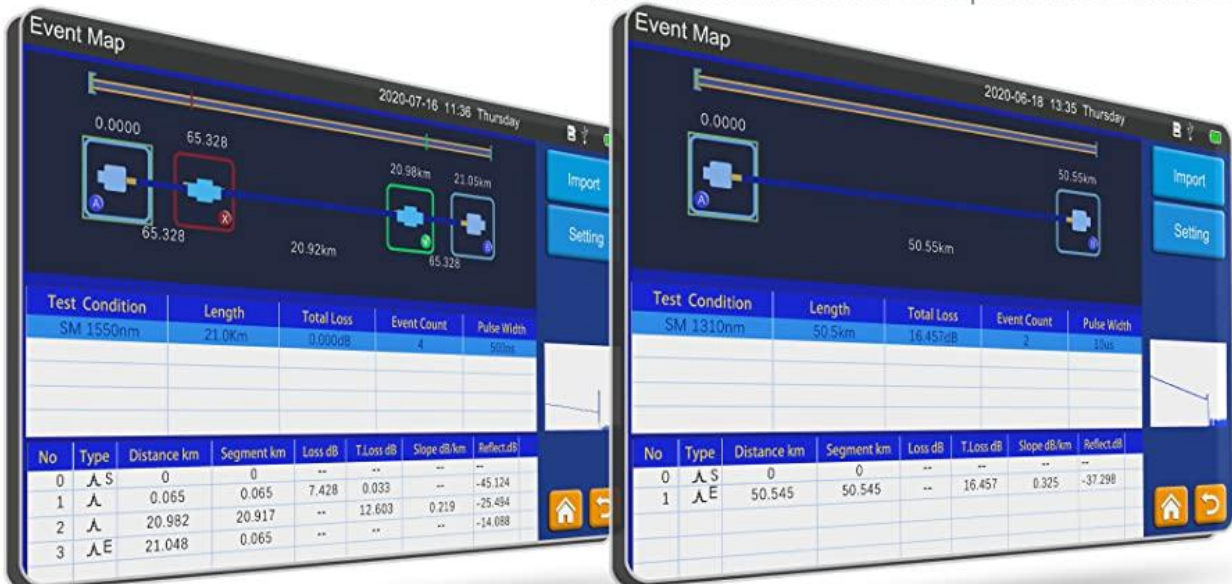 Event Map
2020-07-16 11:36 Thursday
0.0000
65.328
20.98km
21.05km
A
X
65.328
20.92km
65.328
Import
Setting
Test Condition Length Total Loss Event Count Pulse Width
SM 1550nm 21.0Km 0.000dB 4 500ns
No Type Distance km Segment km Loss dB T.Loss dB Slope dB/km Reflect.dB
0 S 0 0 -- -- -- --
1 0.065 0.065 7.428 0.033 -- -45.124
2 20.982 20.917 -- 12.603 0.219 -25.494
3 E 21.048 0.065 -- -- -- -14.088
Event Map
2020-06-18 13:35 Thursday
0.0000
50.55km
A
50.55km
Import
Setting
Test Condition Length Total Loss Event Count Pulse Width
SM 1310nm 50.5km 16.457dB 2 10us
No Type Distance km Segment km Loss dB T.Loss dB Slope dB/km Reflect.dB
0 S 0 0 -- -- -- --
1 E 50.545 50.545 -- 16.457 0.325 -37.298